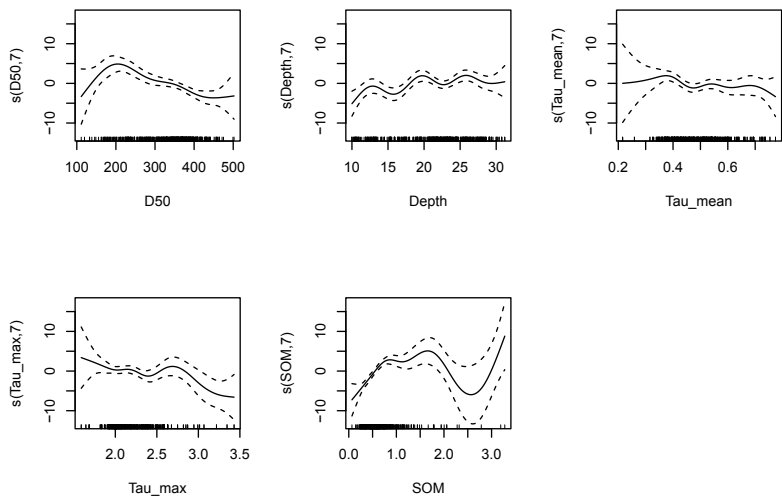 s(D50,7)
10
0
−10
100 200 300 400 500
D50
s(Depth,7)
10
0
−10
10 15 20 25 30
Depth
s(Tau_mean,7)
10
0
−10
0.2 0.4 0.6
Tau_mean
s(Tau_max,7)
10
0
−10
2.0 2.5 3.0 3.5
Tau_max
s(SOM,7)
10
0
−10
0.0 1.0 2.0 3.0
SOM